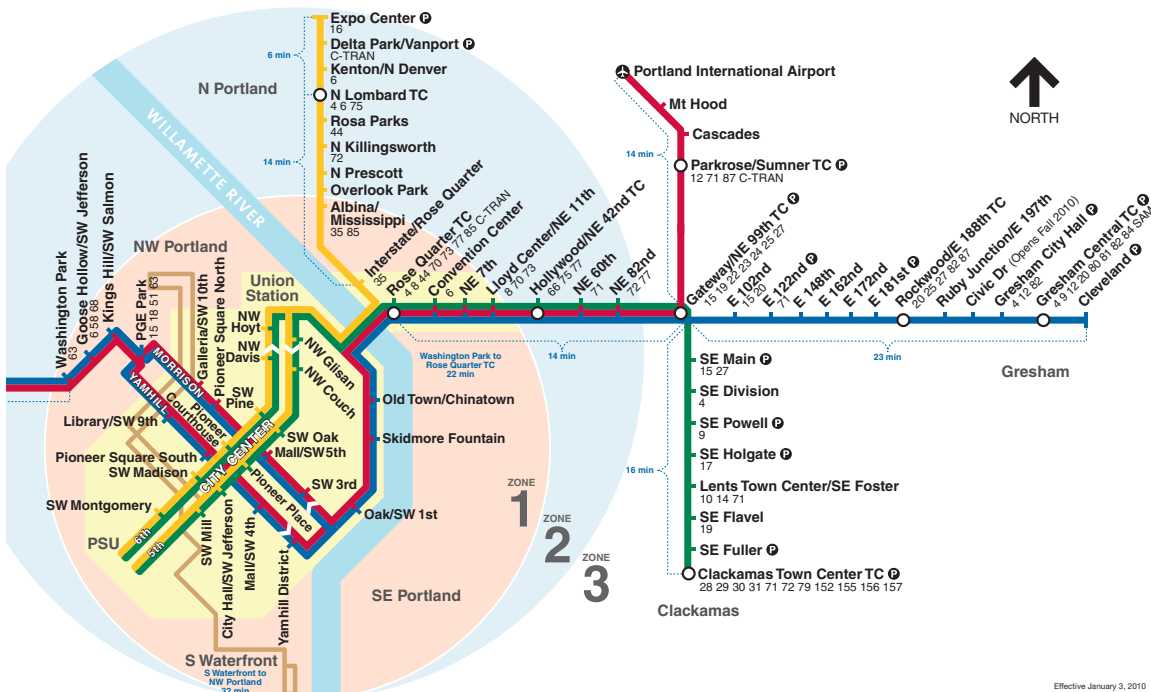 Expo Center P
16
Delta Park/Vanport P
C-TRAN
Kenton/N Denver
6
N Lombard TC
4 6 75
Rosa Parks
44
N Killingsworth
72
N Prescott
Overlook Park
Albina/
Mississippi
35 85
6 min
14 min
N Portland
WILLAMETTE RIVER
Portland International Airport
Mt Hood
Cascades
Parkrose/Sumner TC P
12 71 87 C-TRAN
14 min
NORTH
Washington Park
63
Goose Hollow/SW Jefferson
6 58 68
Kings Hill/SW Salmon
NW Portland
PGE Park
15 18 51 63
Galleria/SW 10th
Pioneer Square North
Union
Station
NW
Hoyt
NW
Davis
NW Glisan
NW Couch
SW
Pine
Interstate/Rose Quarter
35
Rose Quarter TC
4 8 44 70 73 77 85 C-TRAN
Convention Center
6
NE 7th
Lloyd Center/NE 11th
8 70 73
Hollywood/NE 42nd TC
66 75 77
NE 60th
71
NE 82nd
72 77
Gateway/NE 99th TC P
15 19 22 23 24 25 27
E 102nd
15 20
E 122nd P
71
E 148th
E 162nd
E 172nd
E 181st P
Rockwood/E 188th TC
20 25 27 82 87
Ruby Junction/E 197th
Civic Dr (Opens Fall 2010)
Gresham City Hall P
4 12 82
Gresham Central TC P
4 9 12 20 80 81 82 84 SAM
Cleveland P
Washington Park to
Rose Quarter TC
22 min
14 min
23 min
Gresham
MORRISON
YAMHILL
Library/SW 9th
Pioneer
Courthouse
CITY CENTER
Pioneer Square South
SW Madison
SW Montgomery
PSU
6th
5th
SW Mill
City Hall/SW Jefferson
Mall/SW 4th
Yamhill District
Pioneer Place
SW Oak
Mall/SW 5th
SW 3rd
Oak/SW 1st
Old Town/Chinatown
Skidmore Fountain
ZONE
1
ZONE
2
ZONE
3
SE Portland
S Waterfront
S Waterfront to
NW Portland
32 min
SE Main P
15 27
SE Division
4
SE Powell P
9
SE Holgate P
17
Lents Town Center/SE Foster
10 14 71
SE Flavel
19
SE Fuller P
Clackamas Town Center TC P
28 29 30 31 71 72 79 152 155 156 157
16 min
Clackamas
Effective January 3, 2010